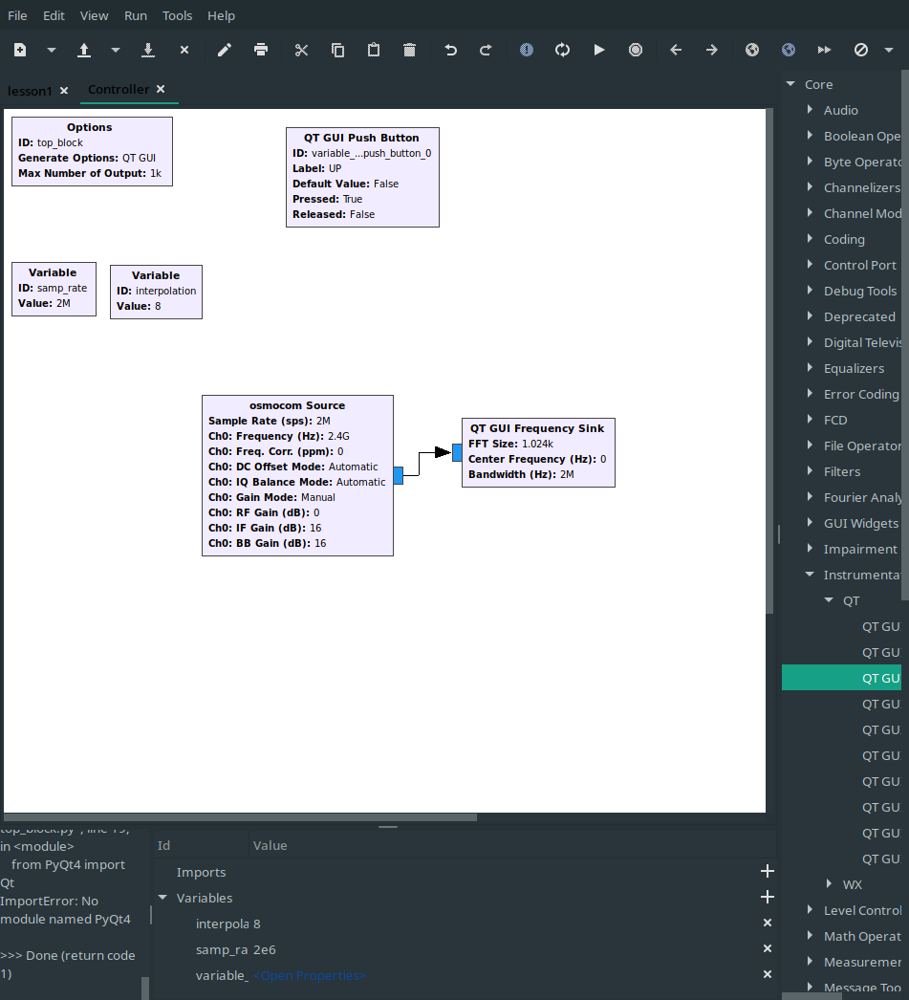 File Edit View Run Tools Help
lesson1
Controller
Options
ID: top_block
Generate Options: QT GUI
Max Number of Output: 1k
QT GUI Push Button
ID: variable_...push_button_0
Label: UP
Default Value: False
Pressed: True
Released: False
Variable
ID: samp_rate
Value: 2M
Variable
ID: interpolation
Value: 8
osmocom Source
Sample Rate (sps): 2M
Ch0: Frequency (Hz): 2.4G
Ch0: Freq. Corr. (ppm): 0
Ch0: DC Offset Mode: Automatic
Ch0: IQ Balance Mode: Automatic
Ch0: Gain Mode: Manual
Ch0: RF Gain (dB): 0
Ch0: IF Gain (dB): 16
Ch0: BB Gain (dB): 16
QT GUI Frequency Sink
FFT Size: 1.024k
Center Frequency (Hz): 0
Bandwidth (Hz): 2M
Core
Audio
Boolean Ope
Byte Operato
Channelizers
Channel Mod
Coding
Control Port
Debug Tools
Deprecated
Digital Televis
Equalizers
Error Coding
FCD
File Operator
Filters
Fourier Analy
GUI Widgets
Impairment
Instrumenta
QT
QT GU
QT GU
QT GU
QT GU
QT GU
QT GU
QT GU
QT GU
QT GU
QT GU
WX
Level Control
Math Operat
Measuremen
Message Too
top_block.py", line 19,
in <module>
from PyQt4 import
Qt
ImportError: No
module named PyQt4
>>> Done (return code
1)
Id Value
Imports
Variables
interpola 8
samp_ra 2e6
variable_ <Open Properties>